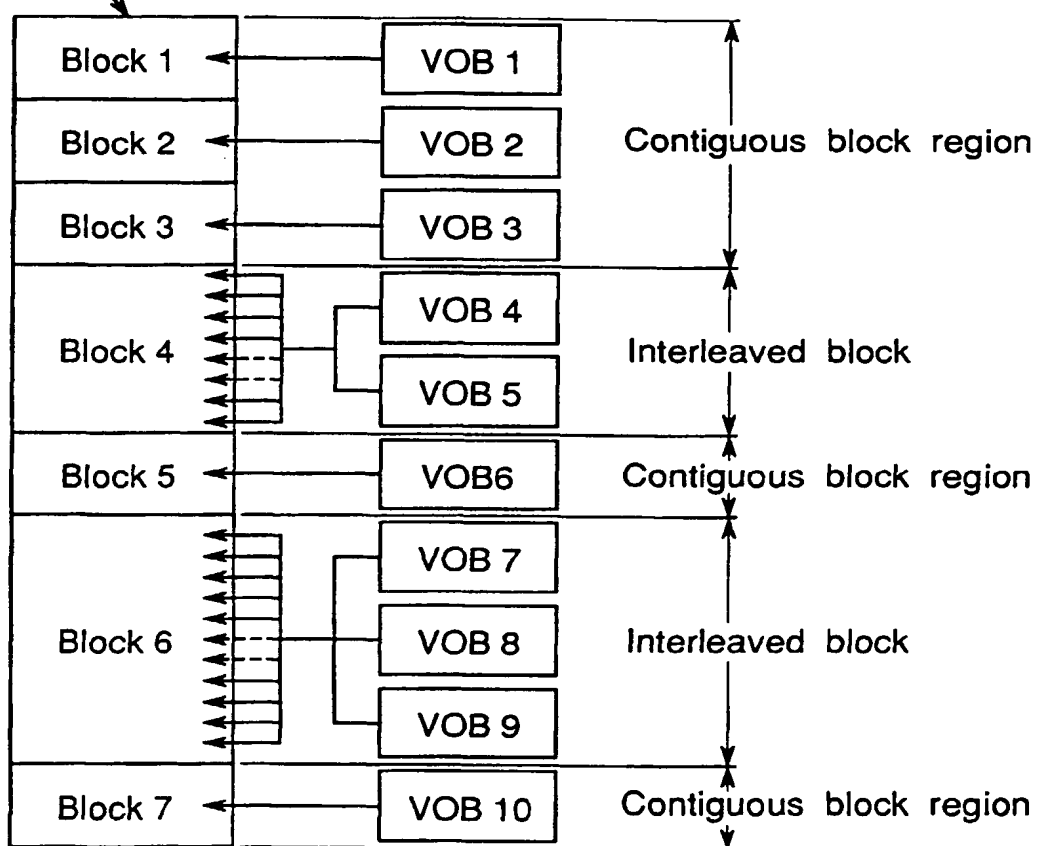 Block 1
VOB 1
Block 2
VOB 2
Contiguous block region
Block 3
VOB 3
VOB 4
Block 4
Interleaved block
VOB 5
Block 5
VOB6
Contiguous block region
VOB 7
Block 6
VOB 8
Interleaved block
VOB 9
Block 7
VOB 10
Contiguous block region